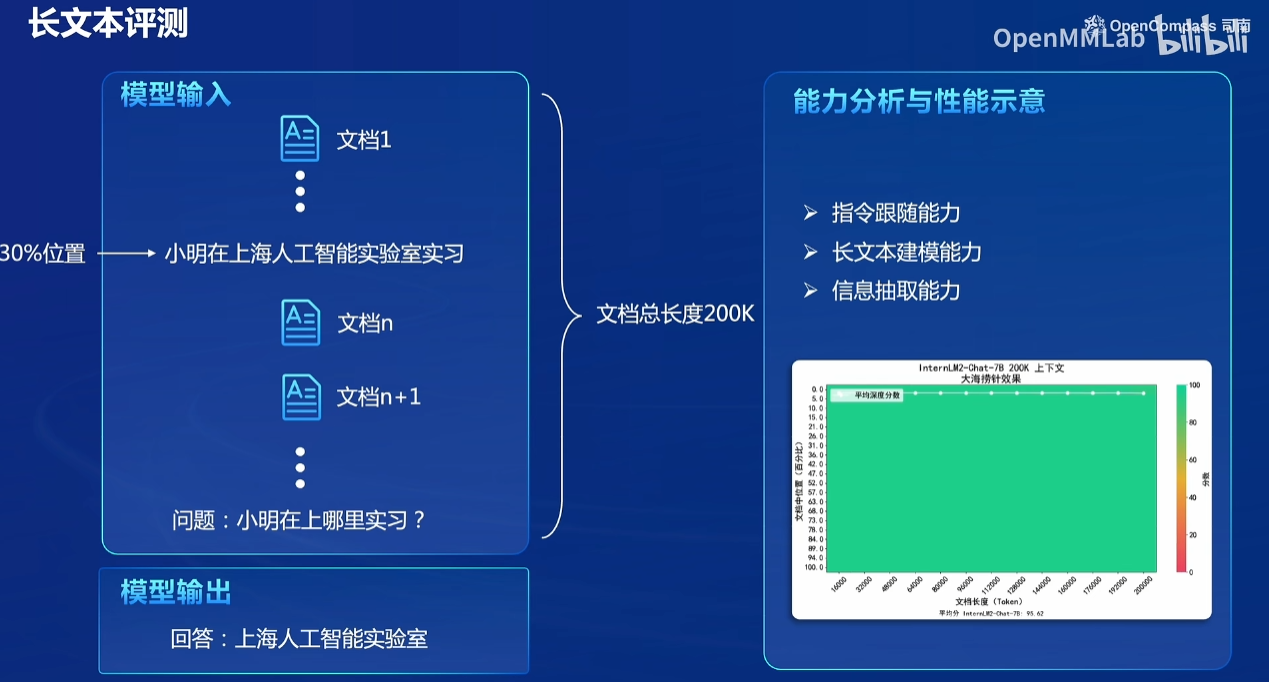 长文本评测
OpenMMLab
bilibili
OpenCompass 司南
模型输入
文档1
30%位置
小明在上海人工智能实验室实习
文档n
文档n+1
问题：小明在上哪里实习？
文档总长度200K
模型输出
回答：上海人工智能实验室
能力分析与性能示意
指令跟随能力
长文本建模能力
信息抽取能力
InternLM2-Chat-7B 200K 上下文
大海捞针效果
平均深度分数
文档中位置（百分比）
0.0
5.0
10.0
15.0
21.0
26.0
31.0
36.0
42.0
47.0
52.0
57.0
63.0
68.0
73.0
78.0
84.0
89.0
94.0
100.0
16000 32000 48000 64000 80000 96000 112000 128000 144000 160000 176000 192000 200000
文档长度（Token）
平均分 InternLM2-Chat-7B: 95.62
100
80
60
40
20
0
分数